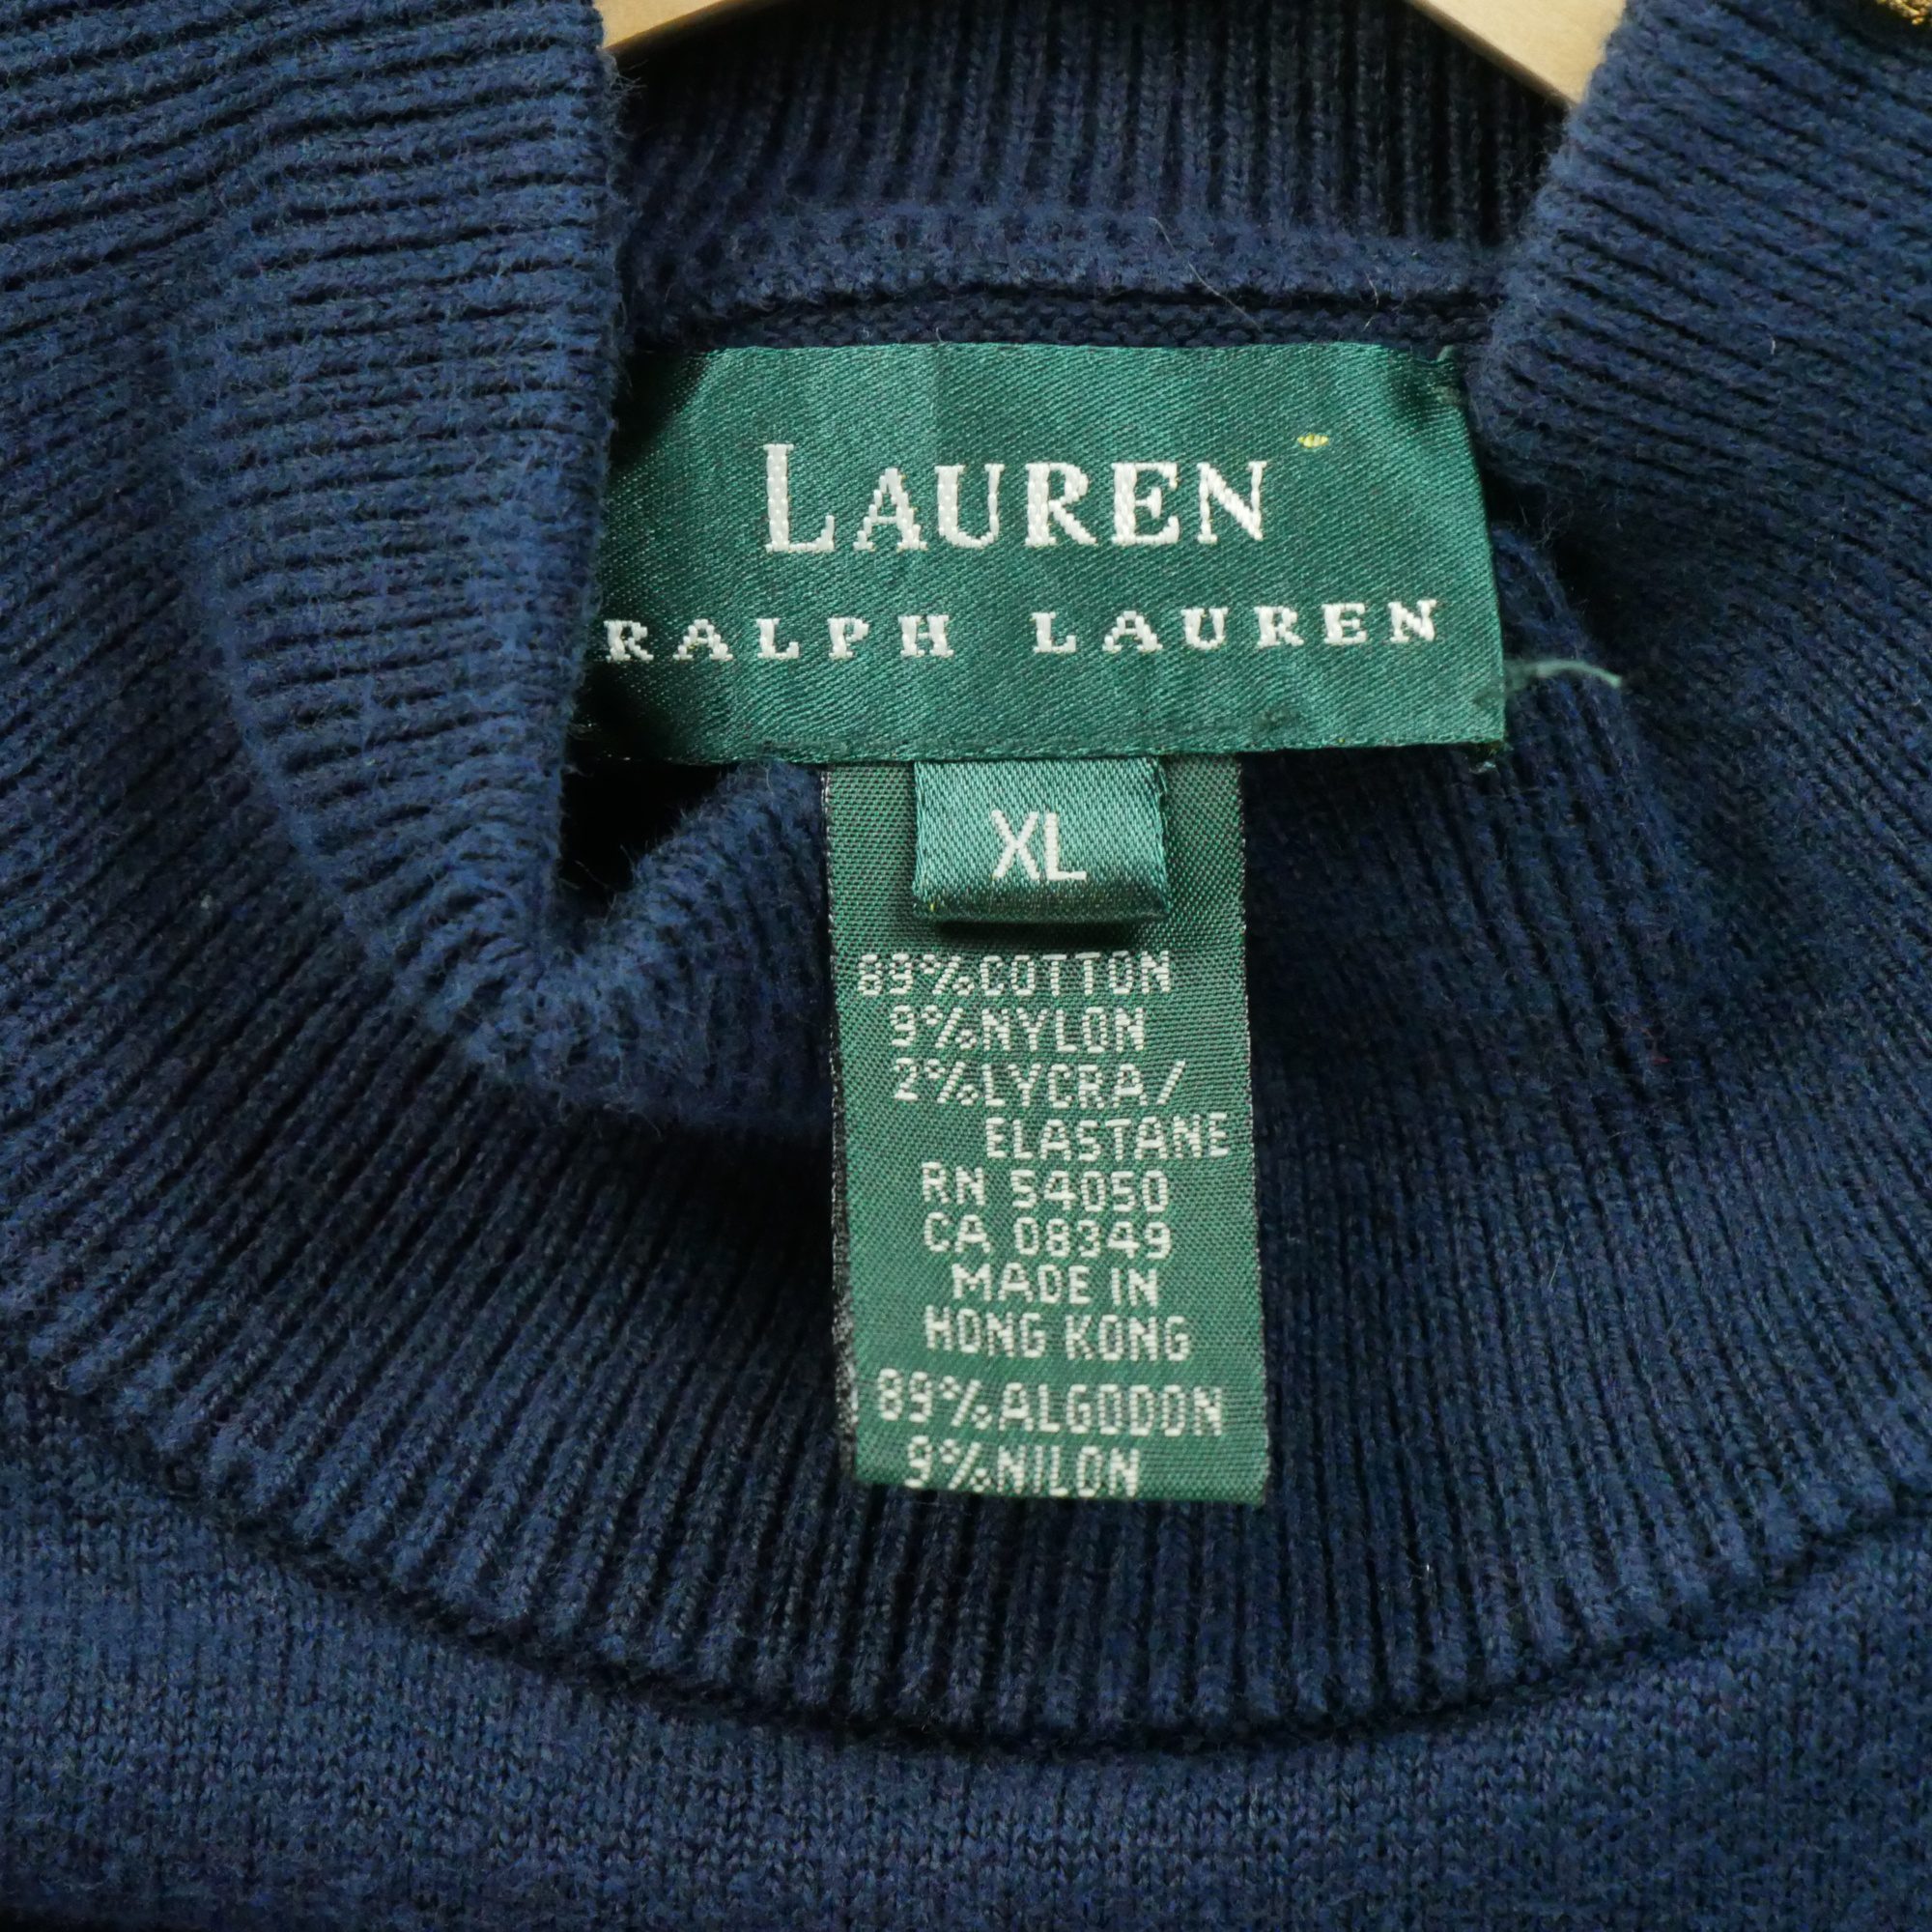 LAUREN
RALPH LAUREN
XL
89%COTTON
9%NYLON
2%LYCRA/
ELASTANE
RN 54050
CA 08349
MADE IN
HONG KONG
89%ALGODON
9%NILON